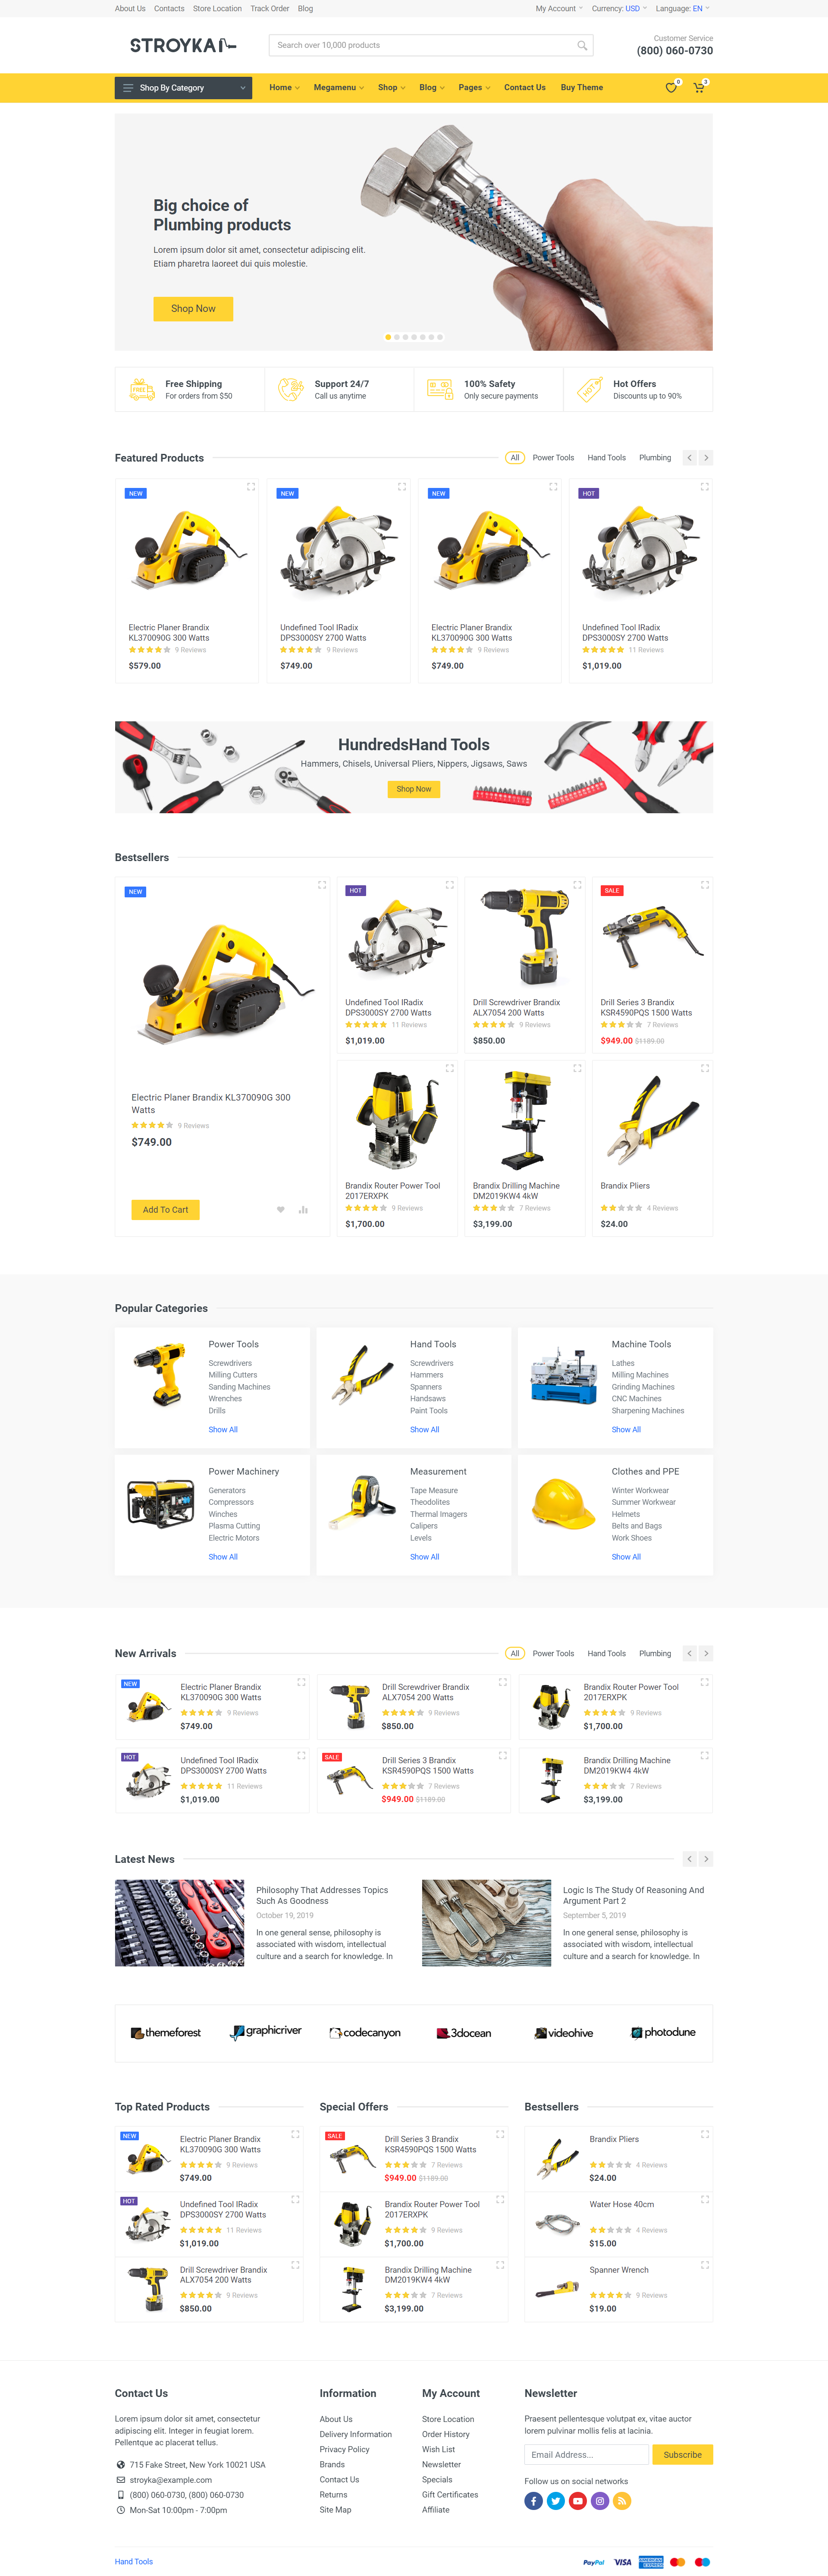 About Us Contacts Store Location Track Order Blog
My Account Currency: USD Language: EN
STROYKA
Search over 10,000 products
Customer Service
(800) 060-0730
Shop By Category
Home Megamenu Shop Blog Pages Contact Us Buy Theme
0 3
Big choice of
Plumbing products
Lorem ipsum dolor sit amet, consectetur adipiscing elit.
Etiam pharetra laoreet dui quis molestie.
Shop Now
Free Shipping
For orders from $50
Support 24/7
Call us anytime
100% Safety
Only secure payments
Hot Offers
Discounts up to 90%
Featured Products
All Power Tools Hand Tools Plumbing
NEW
Electric Planer Brandix
KL370090G 300 Watts
9 Reviews
$579.00
NEW
Undefined Tool IRadix
DPS3000SY 2700 Watts
9 Reviews
$749.00
NEW
Electric Planer Brandix
KL370090G 300 Watts
9 Reviews
$749.00
HOT
Undefined Tool IRadix
DPS3000SY 2700 Watts
11 Reviews
$1,019.00
HundredsHand Tools
Hammers, Chisels, Universal Pliers, Nippers, Jigsaws, Saws
Shop Now
Bestsellers
NEW
Electric Planer Brandix KL370090G 300
Watts
9 Reviews
$749.00
Add To Cart
HOT
Undefined Tool IRadix
DPS3000SY 2700 Watts
11 Reviews
$1,019.00
Drill Screwdriver Brandix
ALX7054 200 Watts
9 Reviews
$850.00
SALE
Drill Series 3 Brandix
KSR4590PQS 1500 Watts
7 Reviews
$949.00 $1189.00
Brandix Router Power Tool
2017ERXPK
9 Reviews
$1,700.00
Brandix Drilling Machine
DM2019KW4 4kW
7 Reviews
$3,199.00
Brandix Pliers
4 Reviews
$24.00
Popular Categories
Power Tools
Screwdrivers
Milling Cutters
Sanding Machines
Wrenches
Drills
Show All
Hand Tools
Screwdrivers
Hammers
Spanners
Handsaws
Paint Tools
Show All
Machine Tools
Lathes
Milling Machines
Grinding Machines
CNC Machines
Sharpening Machines
Show All
Power Machinery
Generators
Compressors
Winches
Plasma Cutting
Electric Motors
Show All
Measurement
Tape Measure
Theodolites
Thermal Imagers
Calipers
Levels
Show All
Clothes and PPE
Winter Workwear
Summer Workwear
Helmets
Belts and Bags
Work Shoes
Show All
New Arrivals
All Power Tools Hand Tools Plumbing
NEW
Electric Planer Brandix
KL370090G 300 Watts
9 Reviews
$749.00
Drill Screwdriver Brandix
ALX7054 200 Watts
9 Reviews
$850.00
Brandix Router Power Tool
2017ERXPK
9 Reviews
$1,700.00
HOT
Undefined Tool IRadix
DPS3000SY 2700 Watts
11 Reviews
$1,019.00
SALE
Drill Series 3 Brandix
KSR4590PQS 1500 Watts
7 Reviews
$949.00 $1189.00
Brandix Drilling Machine
DM2019KW4 4kW
7 Reviews
$3,199.00
Latest News
Philosophy That Addresses Topics
Such As Goodness
October 19, 2019
In one general sense, philosophy is
associated with wisdom, intellectual
culture and a search for knowledge. In
Logic Is The Study Of Reasoning And
Argument Part 2
September 5, 2019
In one general sense, philosophy is
associated with wisdom, intellectual
culture and a search for knowledge. In
themeforest graphicriver codecanyon 3docean videohive photodune
Top Rated Products
NEW
Electric Planer Brandix
KL370090G 300 Watts
9 Reviews
$749.00
HOT
Undefined Tool IRadix
DPS3000SY 2700 Watts
11 Reviews
$1,019.00
Drill Screwdriver Brandix
ALX7054 200 Watts
9 Reviews
$850.00
Special Offers
SALE
Drill Series 3 Brandix
KSR4590PQS 1500 Watts
7 Reviews
$949.00 $1189.00
Brandix Router Power Tool
2017ERXPK
9 Reviews
$1,700.00
Brandix Drilling Machine
DM2019KW4 4kW
7 Reviews
$3,199.00
Bestsellers
Brandix Pliers
4 Reviews
$24.00
Water Hose 40cm
4 Reviews
$15.00
Spanner Wrench
9 Reviews
$19.00
Contact Us
Lorem ipsum dolor sit amet, consectetur
adipiscing elit. Integer in feugiat lorem.
Pellentque ac placerat tellus.
715 Fake Street, New York 10021 USA
stroyka@example.com
(800) 060-0730, (800) 060-0730
Mon-Sat 10:00pm - 7:00pm
Information
About Us
Delivery Information
Privacy Policy
Brands
Contact Us
Returns
Site Map
My Account
Store Location
Order History
Wish List
Newsletter
Specials
Gift Certificates
Affiliate
Newsletter
Praesent pellentesque volutpat ex, vitae auctor
lorem pulvinar mollis felis at lacinia.
Email Address...
Subscribe
Follow us on social networks
Hand Tools
PayPal VISA AMERICAN EXPRESS